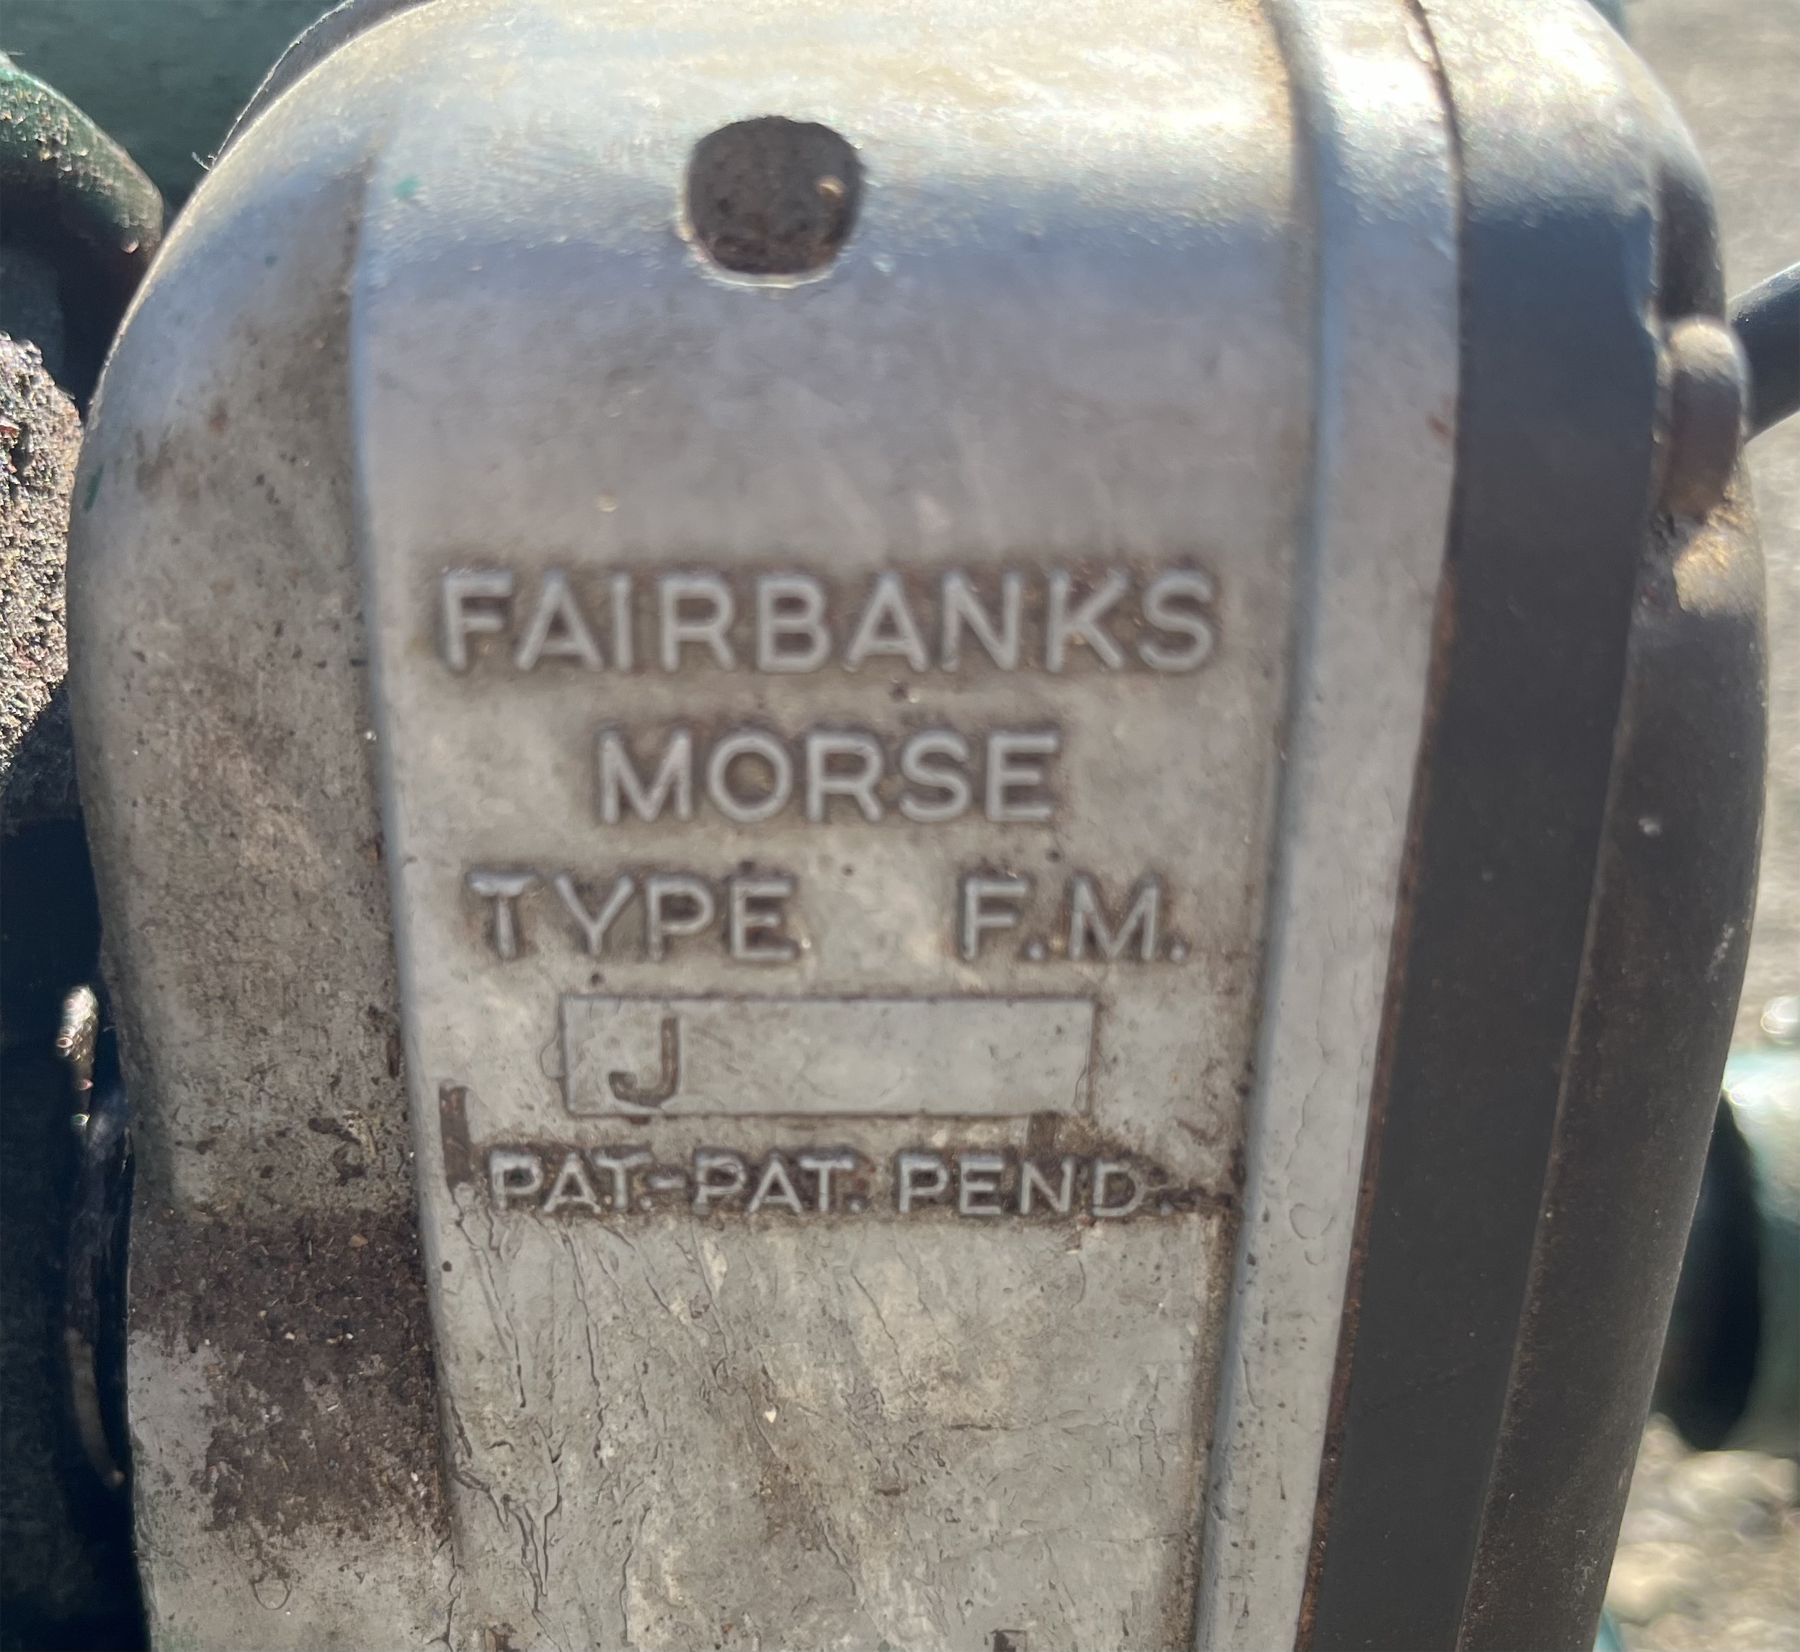 FAIRBANKS
MORSE
TYPE F.M.
J
PAT.-PAT. PEND.